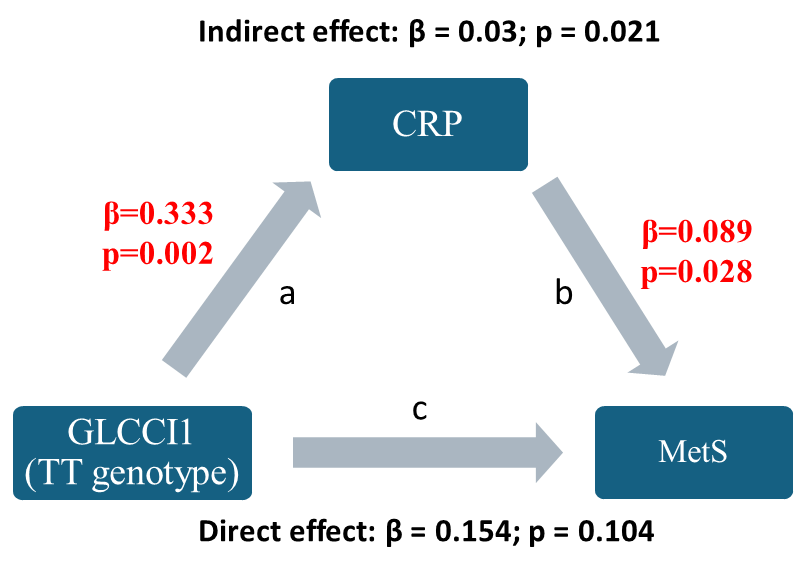 Indirect effect: β = 0.03; p = 0.021
CRP
β=0.333
p=0.002
β=0.089
p=0.028
a
b
c
GLCCI1
(TT genotype)
MetS
Direct effect: β = 0.154; p = 0.104